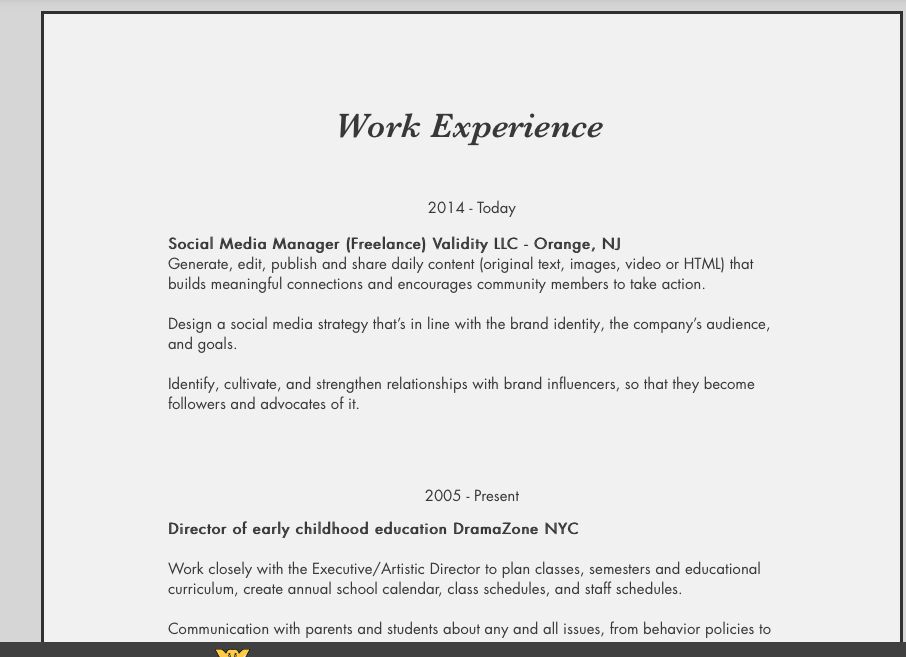 Work Experience
2014 - Today
Social Media Manager (Freelance) Validity LLC - Orange, NJ
Generate, edit, publish and share daily content (original text, images, video or HTML) that
builds meaningful connections and encourages community members to take action.
Design a social media strategy that’s in line with the brand identity, the company’s audience,
and goals.
Identify, cultivate, and strengthen relationships with brand influencers, so that they become
followers and advocates of it.
2005 - Present
Director of early childhood education DramaZone NYC
Work closely with the Executive/Artistic Director to plan classes, semesters and educational
curriculum, create annual school calendar, class schedules, and staff schedules.
Communication with parents and students about any and all issues, from behavior policies to